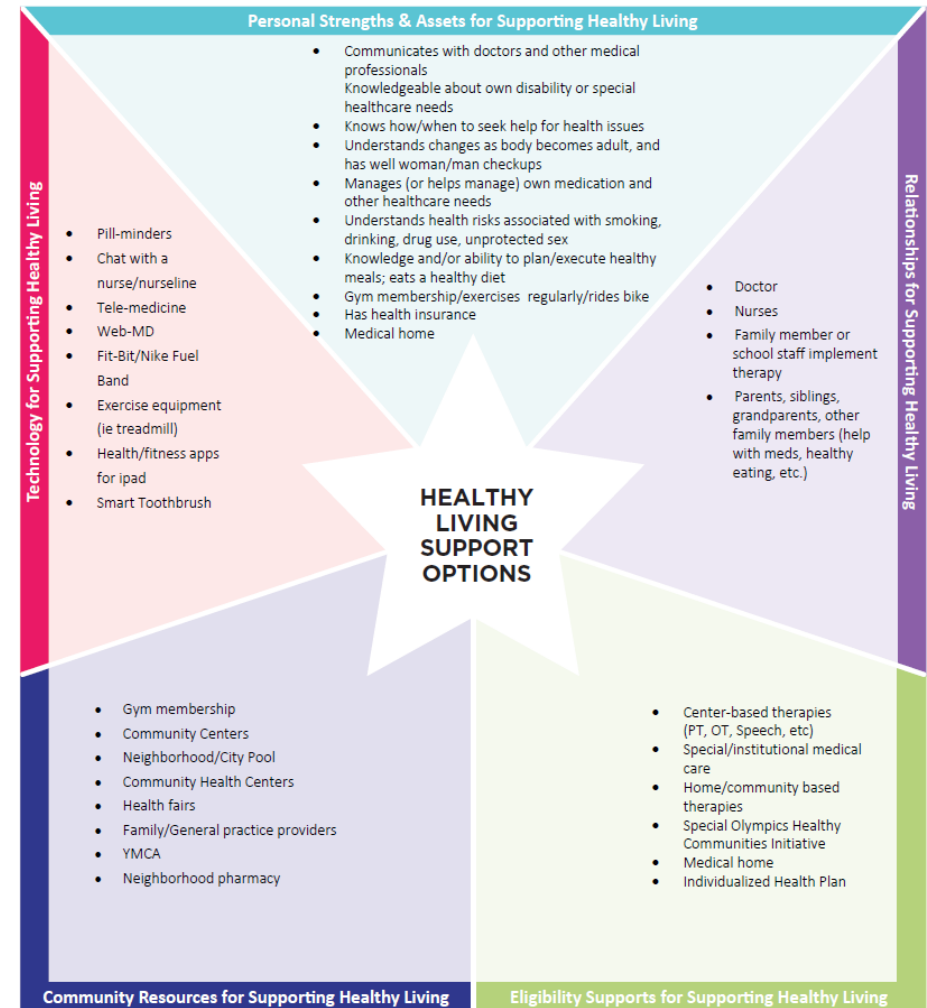 Personal Strengths & Assets for Supporting Healthy Living
• Communicates with doctors and other medical
professionals
Knowledgeable about own disability or special
healthcare needs
• Knows how/when to seek help for health issues
• Understands changes as body becomes adult, and
has well woman/man checkups
• Manages (or helps manage) own medication and
other healthcare needs
• Understands health risks associated with smoking,
drinking, drug use, unprotected sex
• Knowledge and/or ability to plan/execute healthy
meals; eats a healthy diet
• Gym membership/exercises regularly/rides bike
• Has health insurance
• Medical home
Technology for Supporting Healthy Living
• Pill-minders
• Chat with a
nurse/nurseline
• Tele-medicine
• Web-MD
• Fit-Bit/Nike Fuel
Band
• Exercise equipment
(ie treadmill)
• Health/fitness apps
for ipad
• Smart Toothbrush
Relationships for Supporting Healthy Living
• Doctor
• Nurses
• Family member or
school staff implement
therapy
• Parents, siblings,
grandparents, other
family members (help
with meds, healthy
eating, etc.)
HEALTHY
LIVING
SUPPORT
OPTIONS
• Gym membership
• Community Centers
• Neighborhood/City Pool
• Community Health Centers
• Health fairs
• Family/General practice providers
• YMCA
• Neighborhood pharmacy
Community Resources for Supporting Healthy Living
• Center-based therapies
(PT, OT, Speech, etc)
• Special/institutional medical
care
• Home/community based
therapies
• Special Olympics Healthy
Communities Initiative
• Medical home
• Individualized Health Plan
Eligibility Supports for Supporting Healthy Living